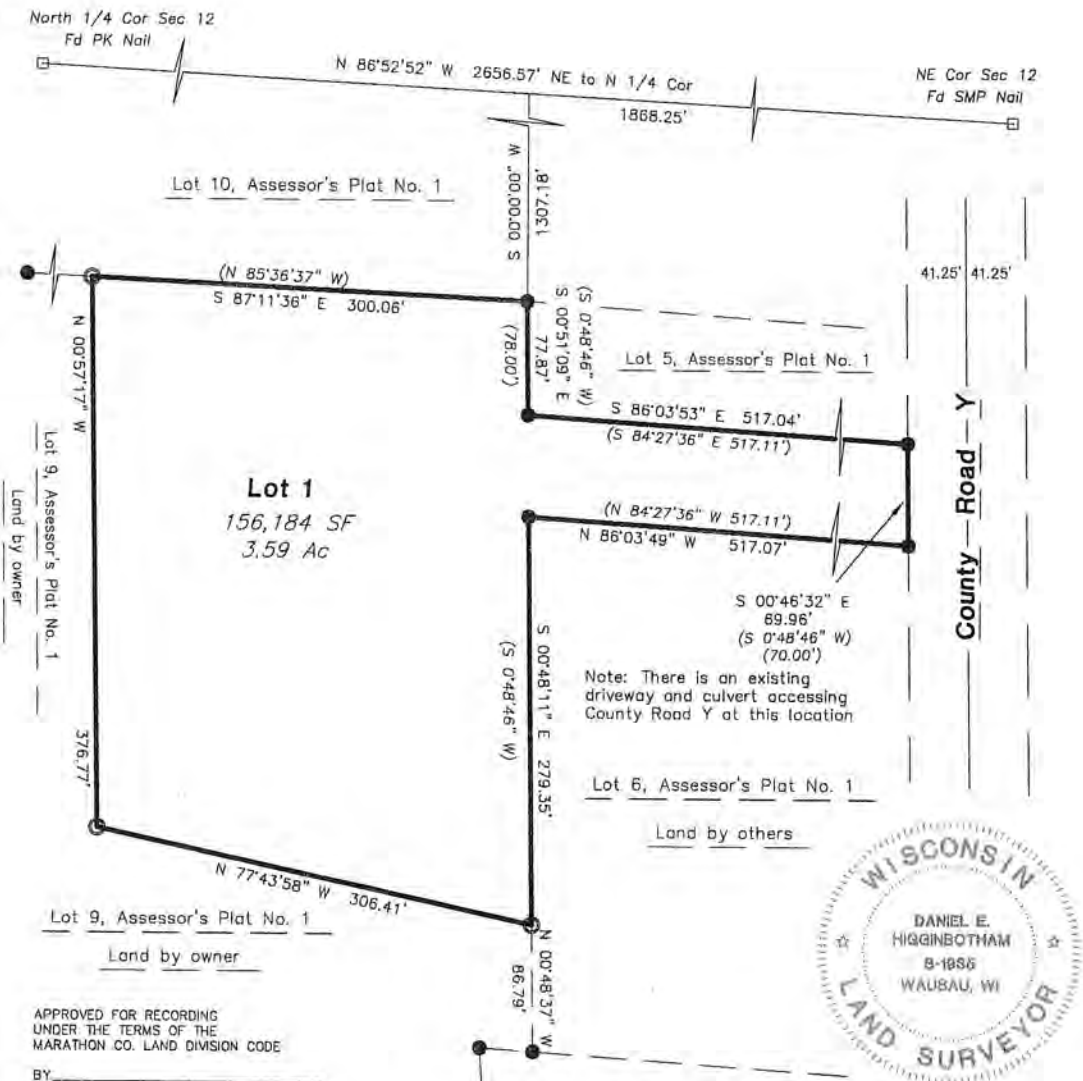 North 1/4 Cor Sec 12
Fd PK Nail
N 86°52'52" W 2656.57' NE to N 1/4 Cor
1868.25'
NE Cor Sec 12
Fd SMP Nail
Lot 10, Assessor's Plat No. 1
S 00°00'00" W
1307.18'
41.25' 41.25'
(N 85°36'37" W)
S 87°11'36" E 300.06'
(S 0°48'46" W)
S 00°51'09" E
77.87'
(78.00')
Lot 5, Assessor's Plat No. 1
S 86°03'53" E 517.04'
(S 84°27'36" E 517.11')
N 00°57'17" W
376.77'
Lot 9, Assessor's Plat No. 1
Land by owner
Lot 1
156,184 SF
3.59 Ac
(N 84°27'36" W 517.11')
N 86°03'49" W 517.07'
County Road Y
S 00°46'32" E
69.96'
(S 0°48'46" W)
(70.00')
Note: There is an existing
driveway and culvert accessing
County Road Y at this location
S 00°48'11" E 279.35'
(S 0°48'46" W)
Lot 6, Assessor's Plat No. 1
Land by others
N 77°43'58" W 306.41'
Lot 9, Assessor's Plat No. 1
Land by owner
N 00°48'37" W
86.79'
WISCONSIN
DANIEL E.
HIGGINBOTHAM
WAUSAU, WI
LAND SURVEYOR
APPROVED FOR RECORDING
UNDER THE TERMS OF THE
MARATHON CO. LAND DIVISION CODE
BY